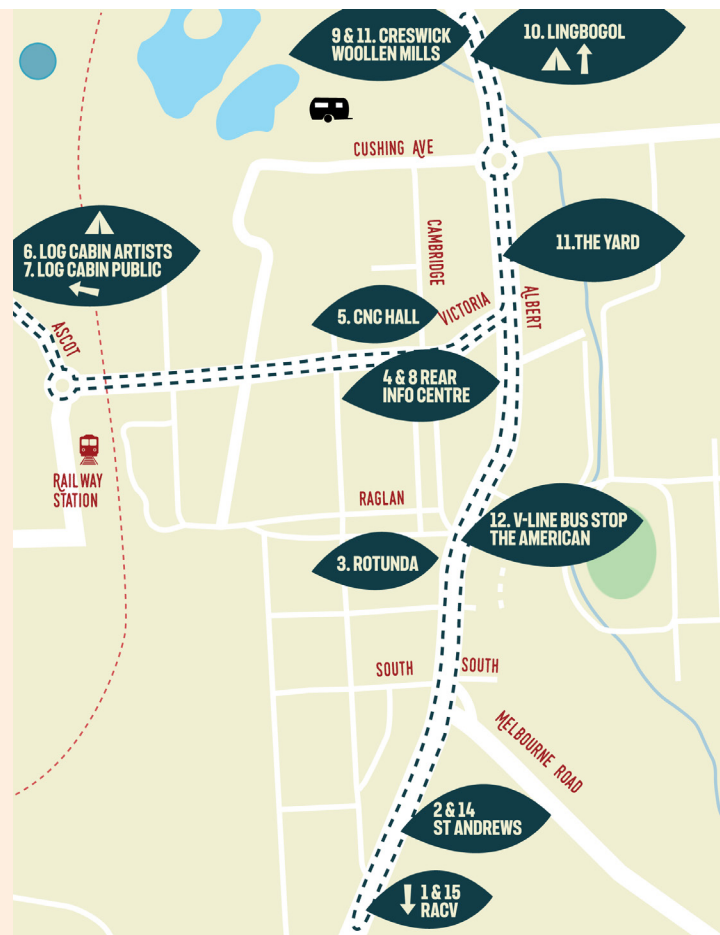 9 & 11. CRESWICK
WOOLLEN MILLS
10. LINGBOGOL
CUSHING AVE
6. LOG CABIN ARTISTS
7. LOG CABIN PUBLIC
CAMBRIDGE
11.THE YARD
5. CNC HALL
VICTORIA
ALBERT
ASCOT
4 & 8 REAR
INFO CENTRE
RAILWAY
STATION
RAGLAN
12. V-LINE BUS STOP
THE AMERICAN
3. ROTUNDA
SOUTH
SOUTH
MELBOURNE ROAD
2 & 14
ST ANDREWS
1 & 15
RACV